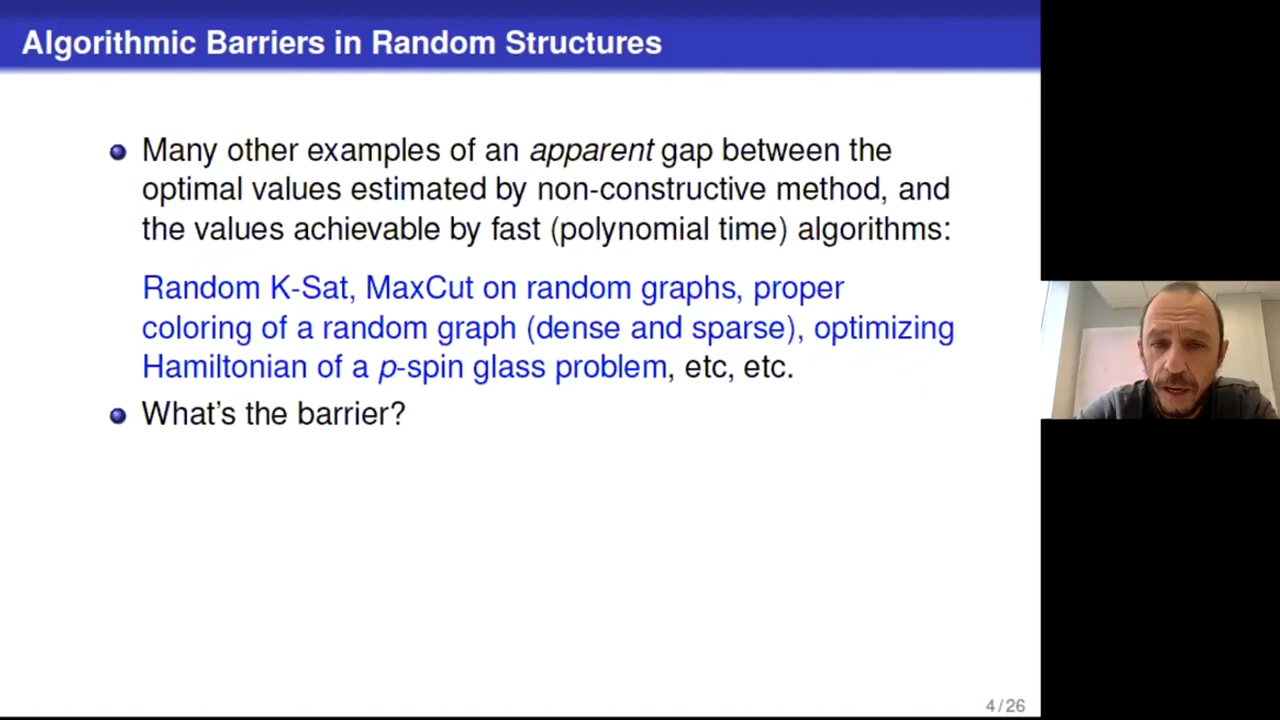 Algorithmic Barriers in Random Structures
Many other examples of an apparent gap between the
optimal values estimated by non-constructive method, and
the values achievable by fast (polynomial time) algorithms:
Random K-Sat, MaxCut on random graphs, proper
coloring of a random graph (dense and sparse), optimizing
Hamiltonian of a p-spin glass problem, etc, etc.
What's the barrier?
4 / 26